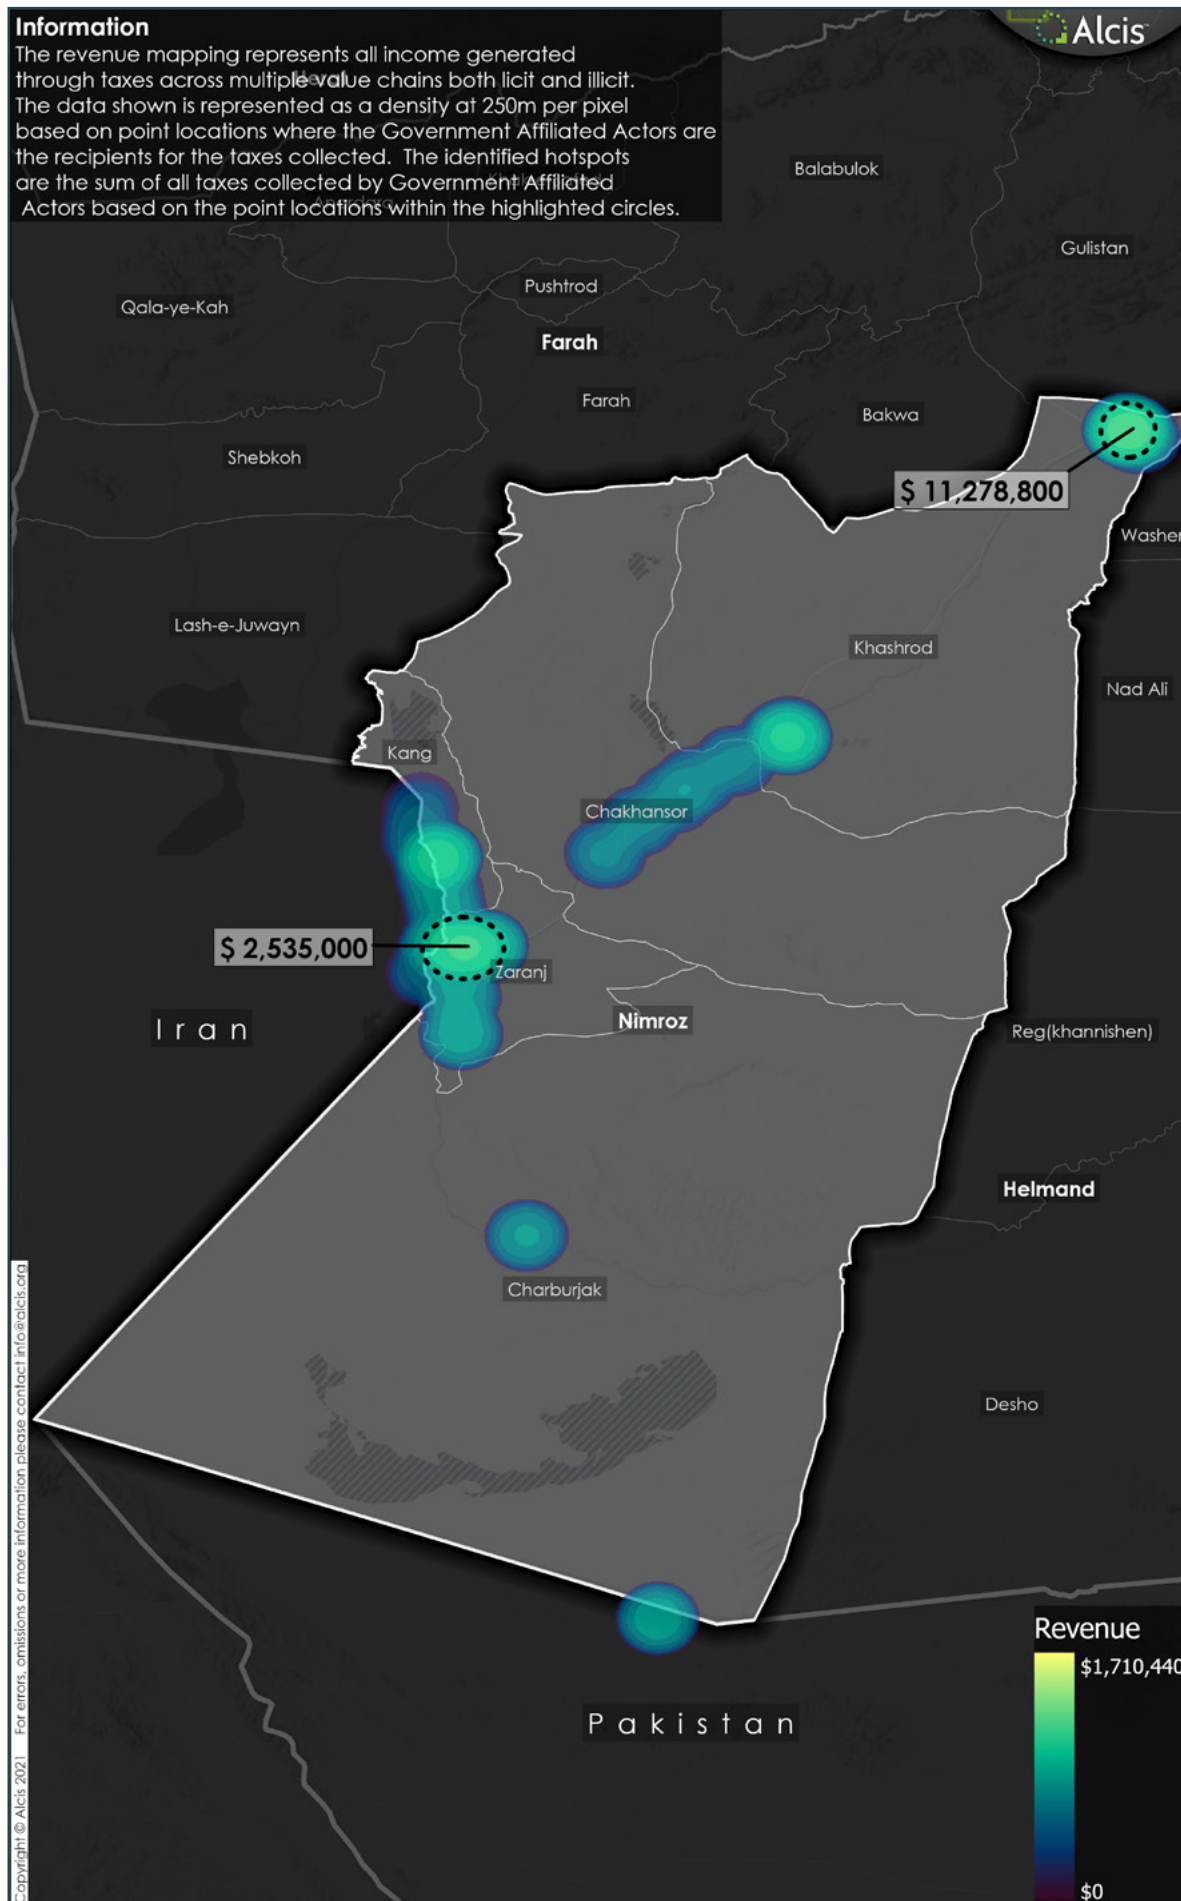 Information
The revenue mapping represents all income generated
through taxes across multiple value chains both licit and illicit.
The data shown is represented as a density at 250m per pixel
based on point locations where the Government Affiliated Actors are
the recipients for the taxes collected. The identified hotspots
are the sum of all taxes collected by Government Affiliated
Actors based on the point locations within the highlighted circles.
Alcis
Balabulok
Gulistan
Pushtrod
Qala-ye-Kah
Farah
Farah
Bakwa
Shebkoh
$ 11,278,800
Washer
Lash-e-Juwayn
Khashrod
Nad Ali
Kang
Chakhansor
$ 2,535,000
Zaranj
Iran
Nimroz
Reg(khannishen)
Helmand
Charburjak
Desho
Pakistan
Revenue
$1,710,440
$0
Copyright © Alcis 2021 For errors, omissions or more information please contact info@alcis.org